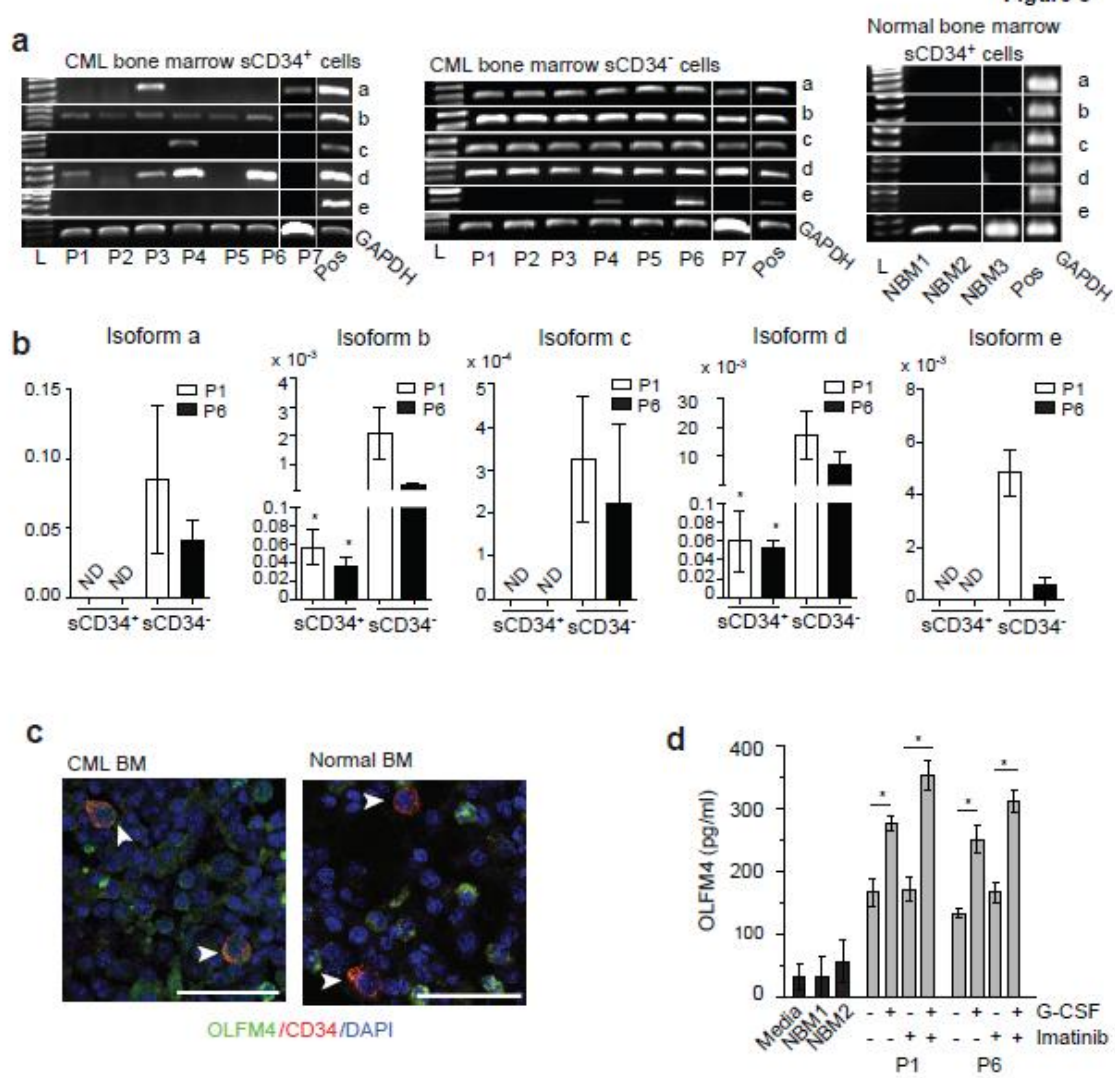 a
CML bone marrow sCD34+ cells
a
b
c
d
e
GAPDH
L P1 P2 P3 P4 P5 P6 P7 Pos
CML bone marrow sCD34- cells
a
b
c
d
e
GAPDH
L P1 P2 P3 P4 P5 P6 P7 Pos
Normal bone marrow
sCD34+ cells
a
b
c
d
e
GAPDH
L NBM1 NBM2 NBM3 Pos
b
Isoform a
0.15
0.10
0.05
0.00
P1
P6
ND ND
sCD34+ sCD34-
Isoform b
x 10-3
4
3
2
1
0.1
0.08
0.06
0.04
0.02
0
P1
P6
* *
sCD34+ sCD34-
Isoform c
x 10-4
5
4
3
2
1
0
P1
P6
ND ND
sCD34+ sCD34-
Isoform d
x 10-3
30
20
10
0.1
0.08
0.06
0.04
0.02
0
P1
P6
* *
sCD34+ sCD34-
Isoform e
x 10-3
8
6
4
2
0
P1
P6
ND ND
sCD34+ sCD34-
c
CML BM
Normal BM
OLFM4/CD34/DAPI
d
OLFM4 (pg/ml)
400
300
200
100
0
* * * *
Media NBM1 NBM2
- + - + - + - + G-CSF
- - + + - - + + Imatinib
P1 P6